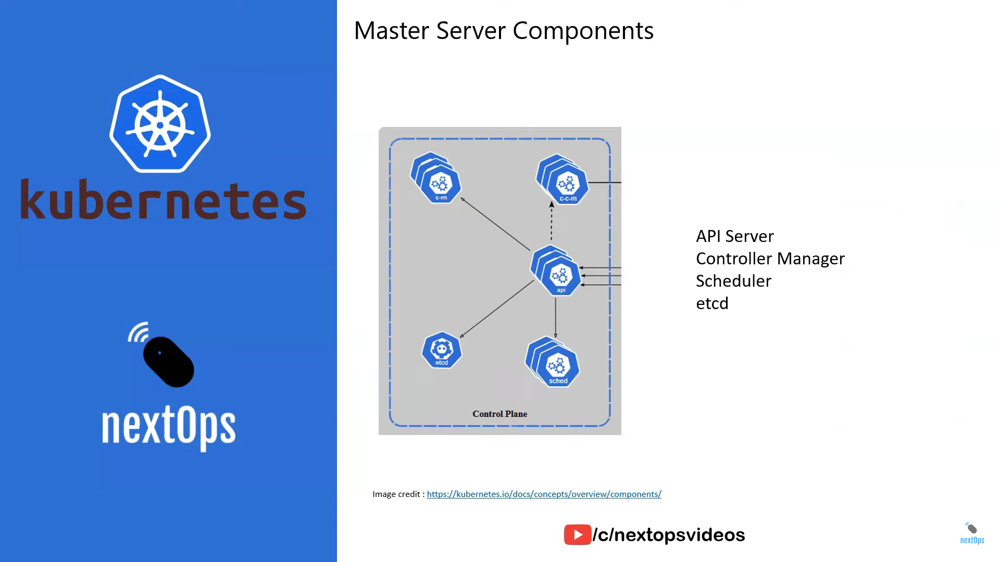 Master Server Components
kubernetes
nextOps
c-m
c-c-m
api
etcd
sched
Control Plane
API Server
Controller Manager
Scheduler
etcd
Image credit : https://kubernetes.io/docs/concepts/overview/components/
/c/nextopsvideos
nextOps